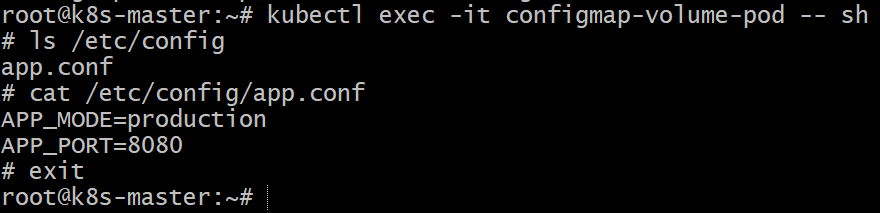 root@k8s-master:~# kubectl exec -it configmap-volume-pod -- sh
# ls /etc/config
app.conf
# cat /etc/config/app.conf
APP_MODE=production
APP_PORT=8080
# exit
root@k8s-master:~#